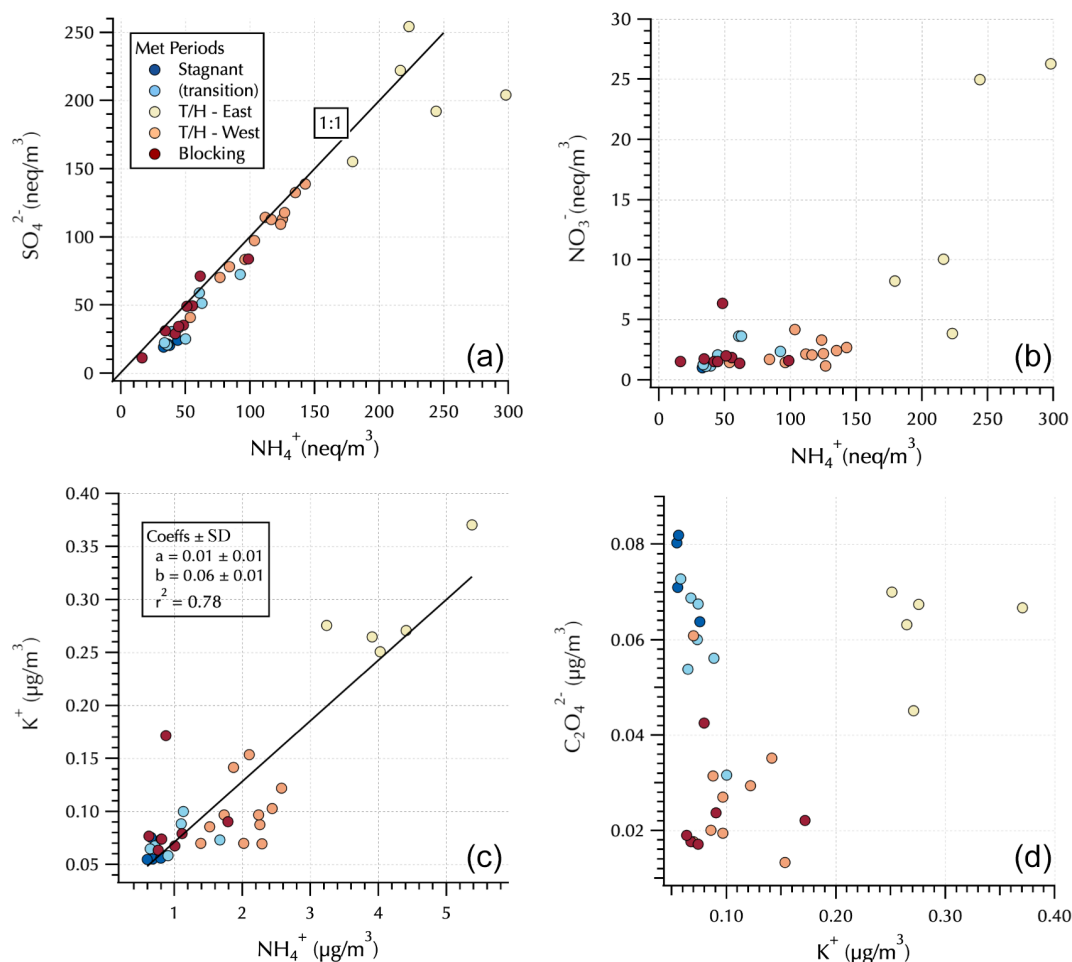 250
200
150
100
50
0
SO₄²⁻ (neq/m³)
Met Periods
Stagnant
(transition)
T/H - East
T/H - West
Blocking
1:1
(a)
0 50 100 150 200 250 300
NH₄⁺ (neq/m³)
30
25
20
15
10
5
0
NO₃⁻ (neq/m³)
(b)
0 50 100 150 200 250 300
NH₄⁺ (neq/m³)
0.40
0.35
0.30
0.25
0.20
0.15
0.10
0.05
K⁺ (µg/m³)
Coeffs ± SD
a = 0.01 ± 0.01
b = 0.06 ± 0.01
r² = 0.78
(c)
1 2 3 4 5
NH₄⁺ (µg/m³)
0.08
0.06
0.04
0.02
C₂O₄²⁻ (µg/m³)
(d)
0.10 0.20 0.30 0.40
K⁺ (µg/m³)